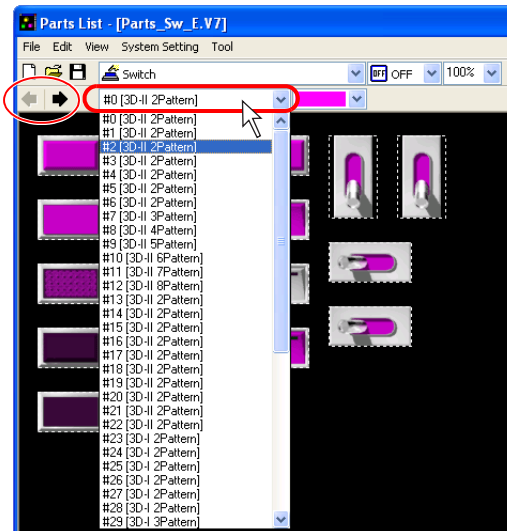 Parts List - [Parts_Sw_E.V7]
File Edit View System Setting Tool
Switch OFF OFF 100%
#0 [3D-II 2Pattern]
#0 [3D-II 2Pattern]
#1 [3D-II 2Pattern]
#2 [3D-II 2Pattern]
#3 [3D-II 2Pattern]
#4 [3D-II 2Pattern]
#5 [3D-II 2Pattern]
#6 [3D-II 2Pattern]
#7 [3D-II 3Pattern]
#8 [3D-II 4Pattern]
#9 [3D-II 5Pattern]
#10 [3D-II 6Pattern]
#11 [3D-II 7Pattern]
#12 [3D-II 8Pattern]
#13 [3D-II 2Pattern]
#14 [3D-II 2Pattern]
#15 [3D-II 2Pattern]
#16 [3D-II 2Pattern]
#17 [3D-II 2Pattern]
#18 [3D-II 2Pattern]
#19 [3D-II 2Pattern]
#20 [3D-II 2Pattern]
#21 [3D-II 2Pattern]
#22 [3D-II 2Pattern]
#23 [3D-I 2Pattern]
#24 [3D-I 2Pattern]
#25 [3D-I 2Pattern]
#26 [3D-I 2Pattern]
#27 [3D-I 2Pattern]
#28 [3D-I 2Pattern]
#29 [3D-I 3Pattern]